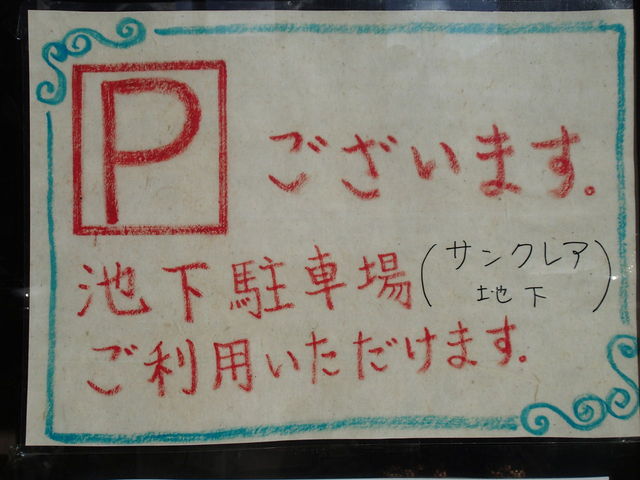 P ございます。
池下駐車場(サンクレア地下)
ご利用いただけます。